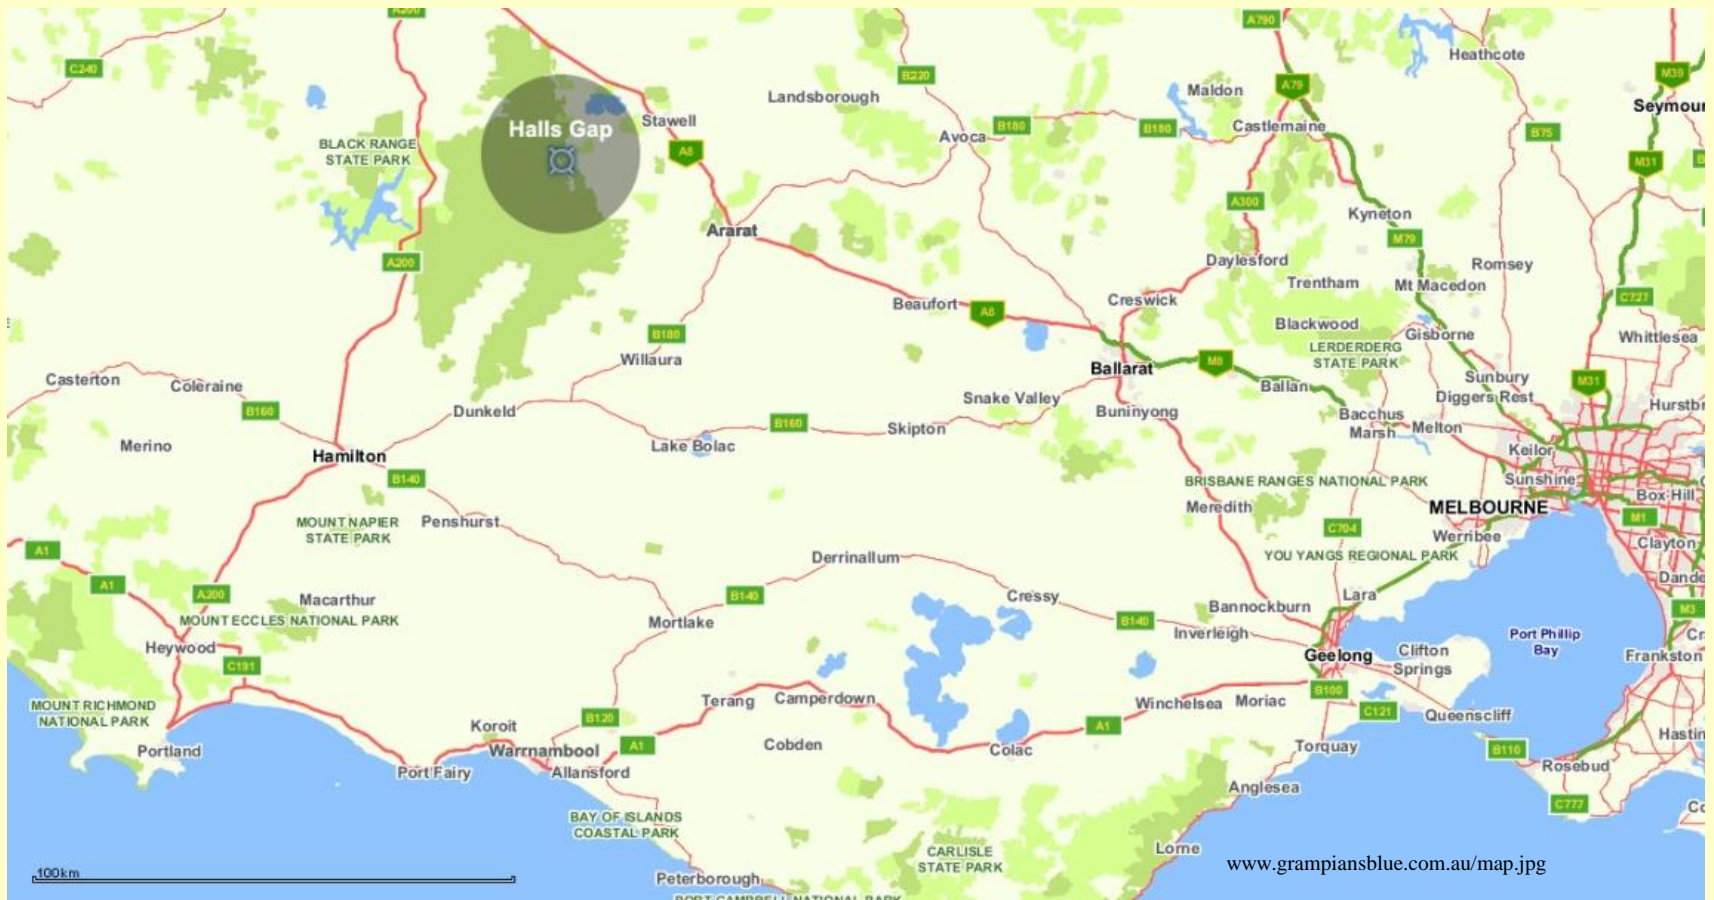 A200
A790
Heathcote
C240
B220
M39
A79
Maldon
Landsborough
Seymour
Halls Gap
Stawell
B180
B180
Castlemaine
B75
Avoca
BLACK RANGE
STATE PARK
A8
M31
A300
Kyneton
Ararat
M79
A200
Daylesford
Romsey
Trentham
Mt Macedon
C727
Beaufort
A8
Creswick
Blackwood
Gisborne
Whittlesea
B180
LERDERDERG
STATE PARK
Willaura
Ballarat
M8
Casterton
Coleraine
Ballan
Sunbury
M31
Diggers Rest
Snake Valley
Hurstbr
B160
Dunkeld
Buninyong
Bacchus
Marsh
Melton
B160
Skipton
Merino
Lake Bolac
Keilor
Hamilton
B140
BRISBANE RANGES NATIONAL PARK
Sunshine
Box Hill
MOUNT NAPIER
STATE PARK
Penshurst
Meredith
MELBOURNE
M1
C704
Werribee
Clayton
A1
Derrinallum
YOU YANGS REGIONAL PARK
Dande
A1
A200
Macarthur
B140
Cressy
Lara
Bannockburn
M3
MOUNT ECCLES NATIONAL PARK
Mortlake
B140
Inverleigh
Port Phillip
Bay
Heywood
Geelong
Clifton
Springs
Frankston
C191
B100
Terang
Camperdown
Winchelsea
Moriac
C121
Queenscliff
MOUNT RICHMOND
NATIONAL PARK
B120
Koroit
A1
A1
Portland
Warrnambool
Cobden
Colac
Torquay
B110
Hastin
Port Fairy
Allansford
Rosebud
Anglesea
C777
BAY OF ISLANDS
COASTAL PARK
Lorne
CARLISLE
STATE PARK
www.grampiansblue.com.au/map.jpg
100km
Peterborough
PORT CAMPBELL NATIONAL PARK